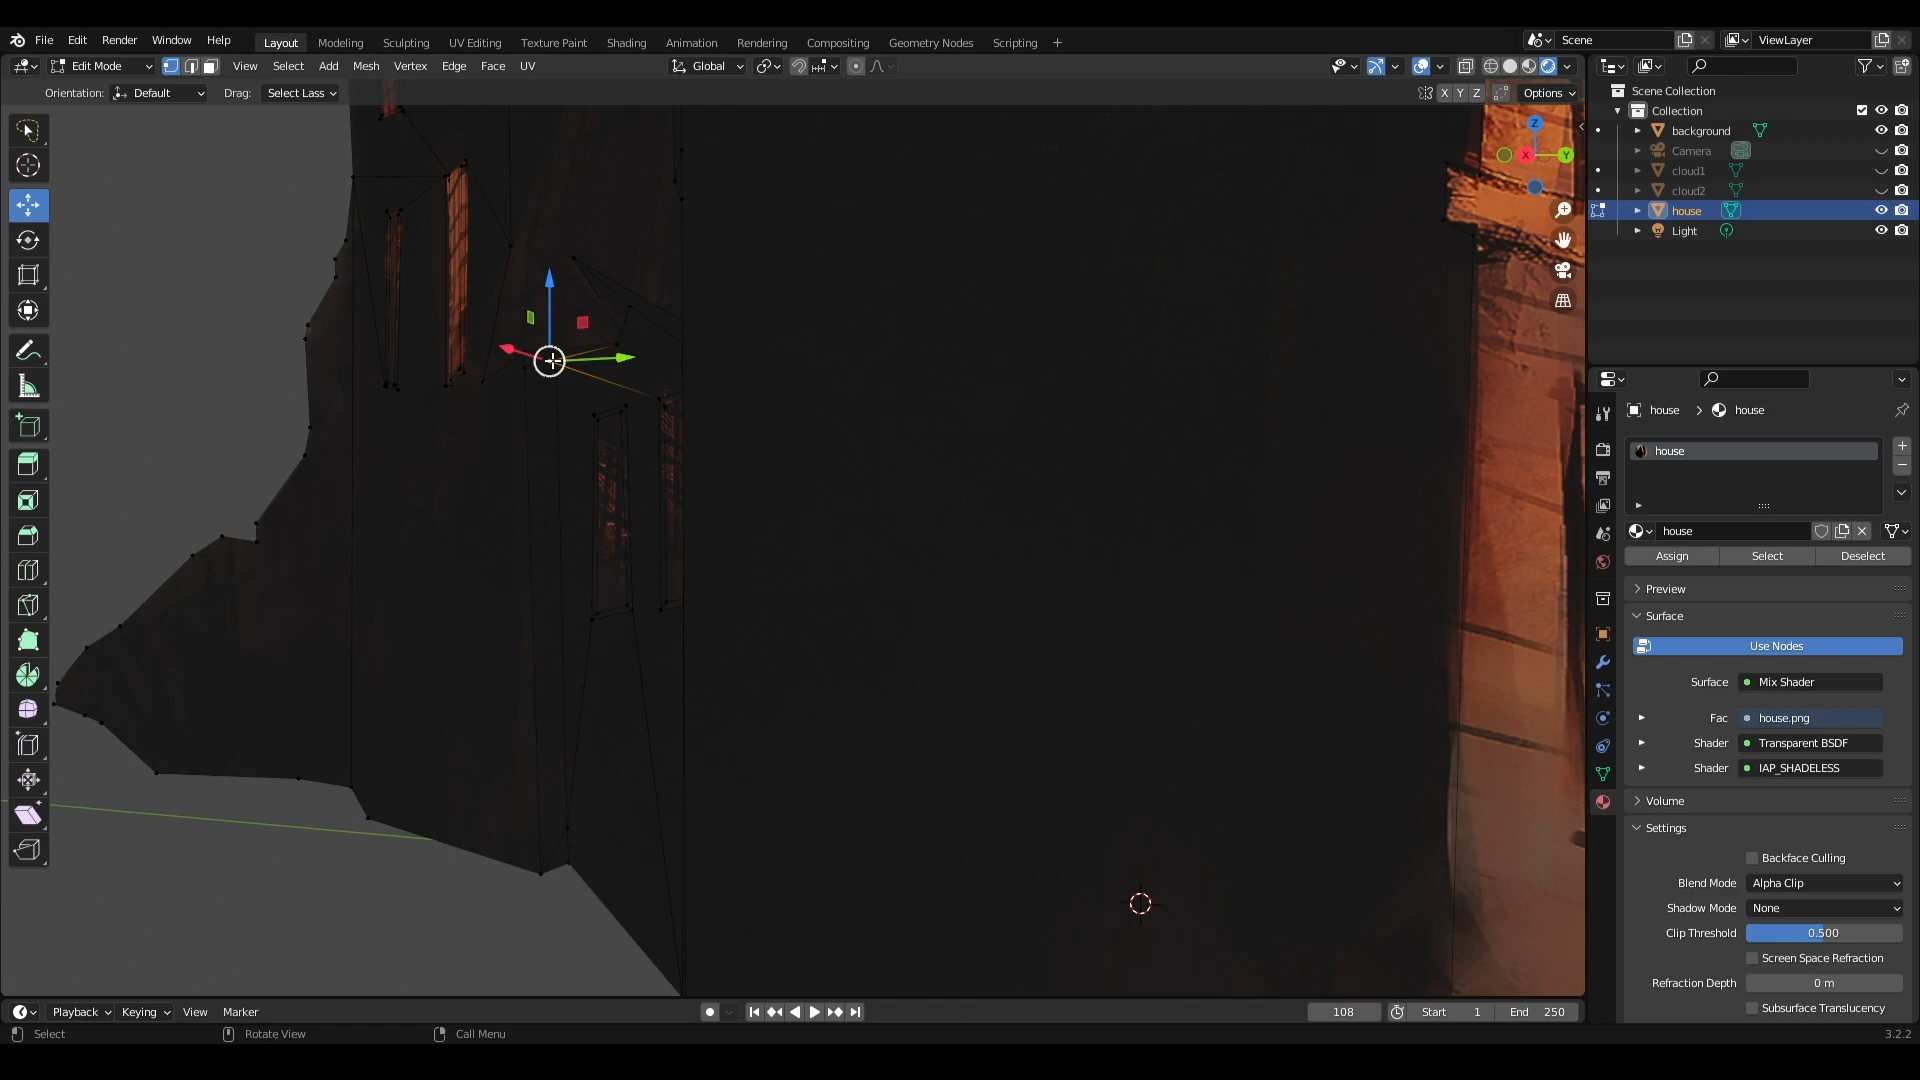 File Edit Render Window Help Layout Modeling Sculpting UV Editing Texture Paint Shading Animation Rendering Compositing Geometry Nodes Scripting + Scene ViewLayer
Edit Mode View Select Add Mesh Vertex Edge Face UV Global
Orientation: Default Drag: Select Lass X Y Z Options
Scene Collection
Collection
background
Camera
cloud1
cloud2
house
Light
Z
X
Y
house > house
house
house
Assign Select Deselect
Preview
Surface
Use Nodes
Surface Mix Shader
Fac house.png
Shader Transparent BSDF
Shader IAP_SHADELESS
Volume
Settings
Backface Culling
Blend Mode Alpha Clip
Shadow Mode None
Clip Threshold 0.500
Screen Space Refraction
Refraction Depth 0 m
Subsurface Translucency
Playback Keying View Marker 108 Start 1 End 250
Select Rotate View Call Menu 3.2.2